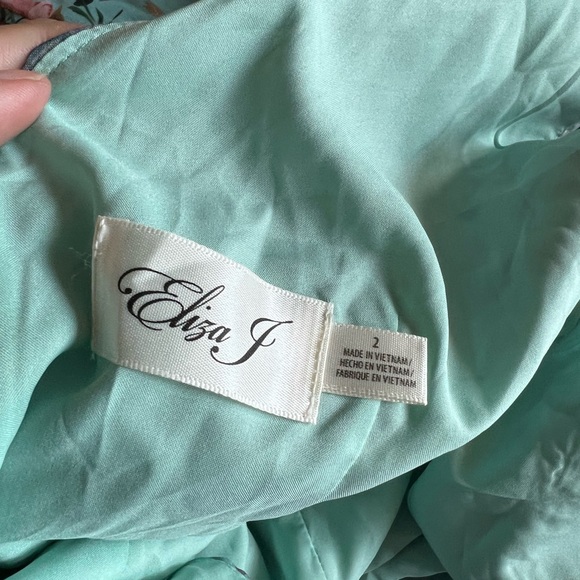 Eliza J
2
MADE IN VIETNAM/
HECHO EN VIETNAM/
FABRIQUE EN VIETNAM